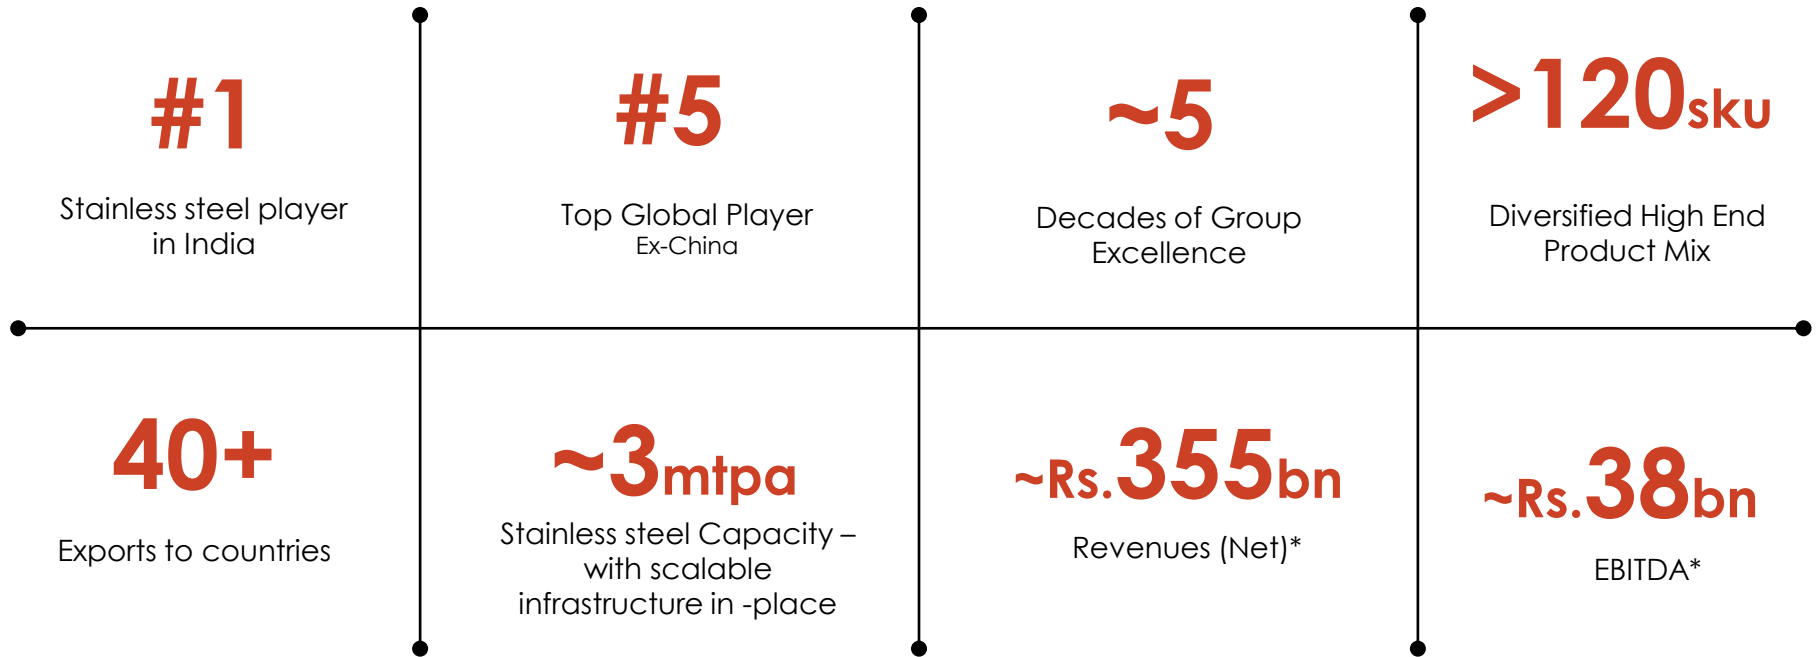 #1
Stainless steel player
in India
#5
Top Global Player
Ex-China
~5
Decades of Group
Excellence
>120sku
Diversified High End
Product Mix
40+
Exports to countries
~3mtpa
Stainless steel Capacity –
with scalable
infrastructure in -place
~Rs.355bn
Revenues (Net)*
~Rs.38bn
EBITDA*